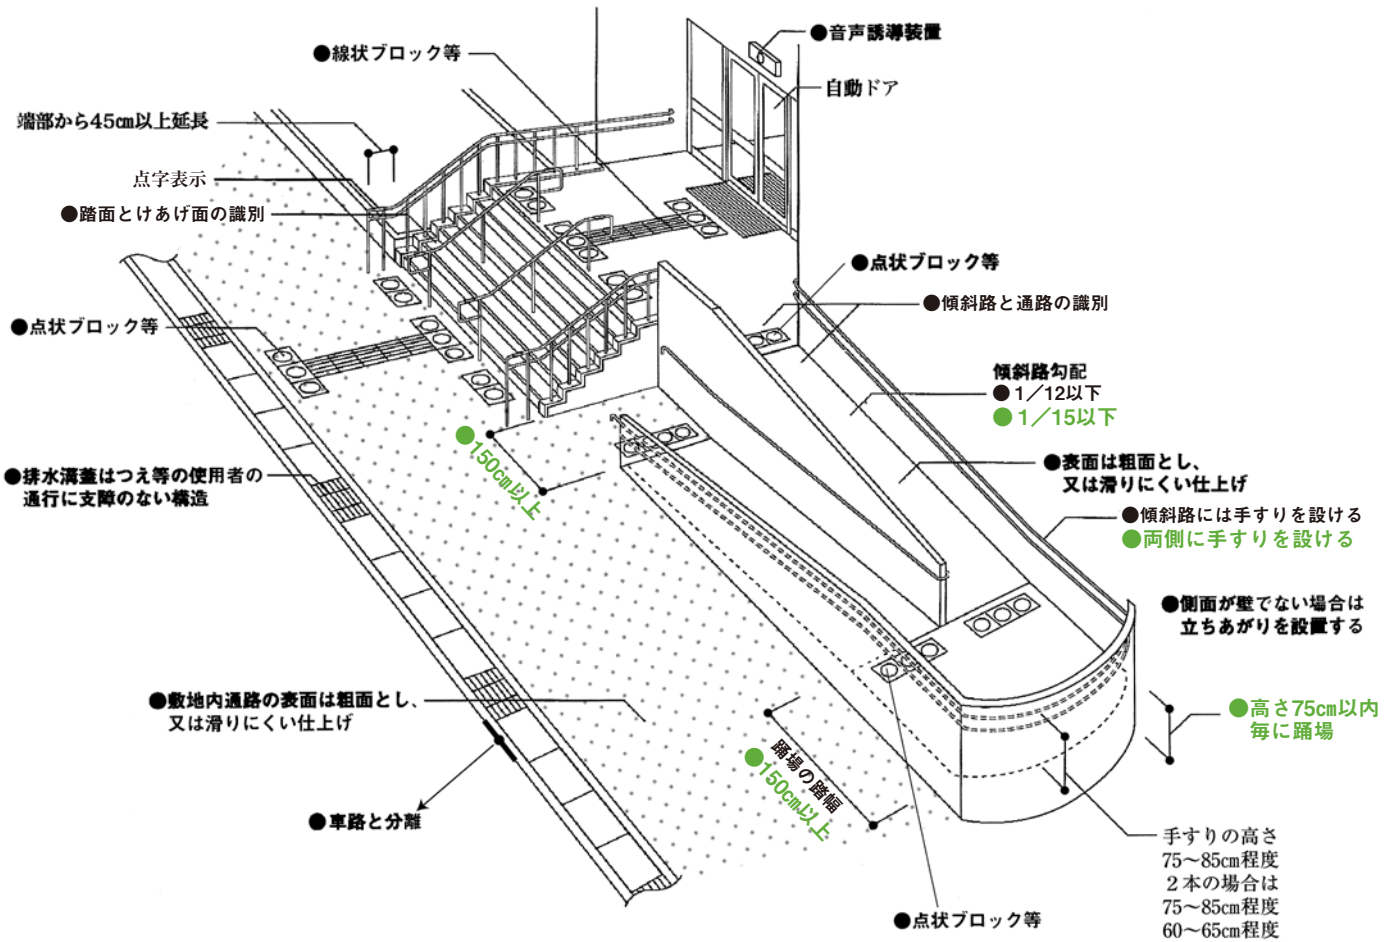 ●音声誘導装置
●線状ブロック等
自動ドア
端部から45㎝以上延長
点字表示
●踏面とけあげ面の識別
●点状ブロック等
●傾斜路と通路の識別
●点状ブロック等
傾斜路勾配
●1／12以下
●1／15以下
●150㎝以上
●表面は粗面とし、
又は滑りにくい仕上げ
●排水溝蓋はつえ等の使用者の
通行に支障のない構造
●傾斜路には手すりを設ける
●両側に手すりを設ける
●側面が壁でない場合は
立ちあがりを設置する
●敷地内通路の表面は粗面とし、
又は滑りにくい仕上げ
●高さ75㎝以内
毎に踊場
踊場の踏幅
●150㎝以上
●車路と分離
手すりの高さ
75〜85㎝程度
２本の場合は
75〜85㎝程度
60〜65㎝程度
●点状ブロック等